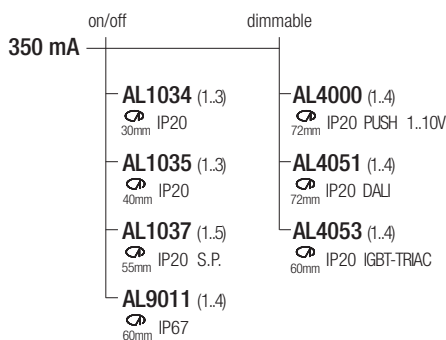 on/off
dimmable
350 mA
AL1034 (1..3)
30mm IP20
AL1035 (1..3)
40mm IP20
AL1037 (1..5)
55mm IP20 S.P.
AL9011 (1..4)
60mm IP67
AL4000 (1..4)
72mm IP20 PUSH 1..10V
AL4051 (1..4)
72mm IP20 DALI
AL4053 (1..4)
60mm IP20 IGBT-TRIAC